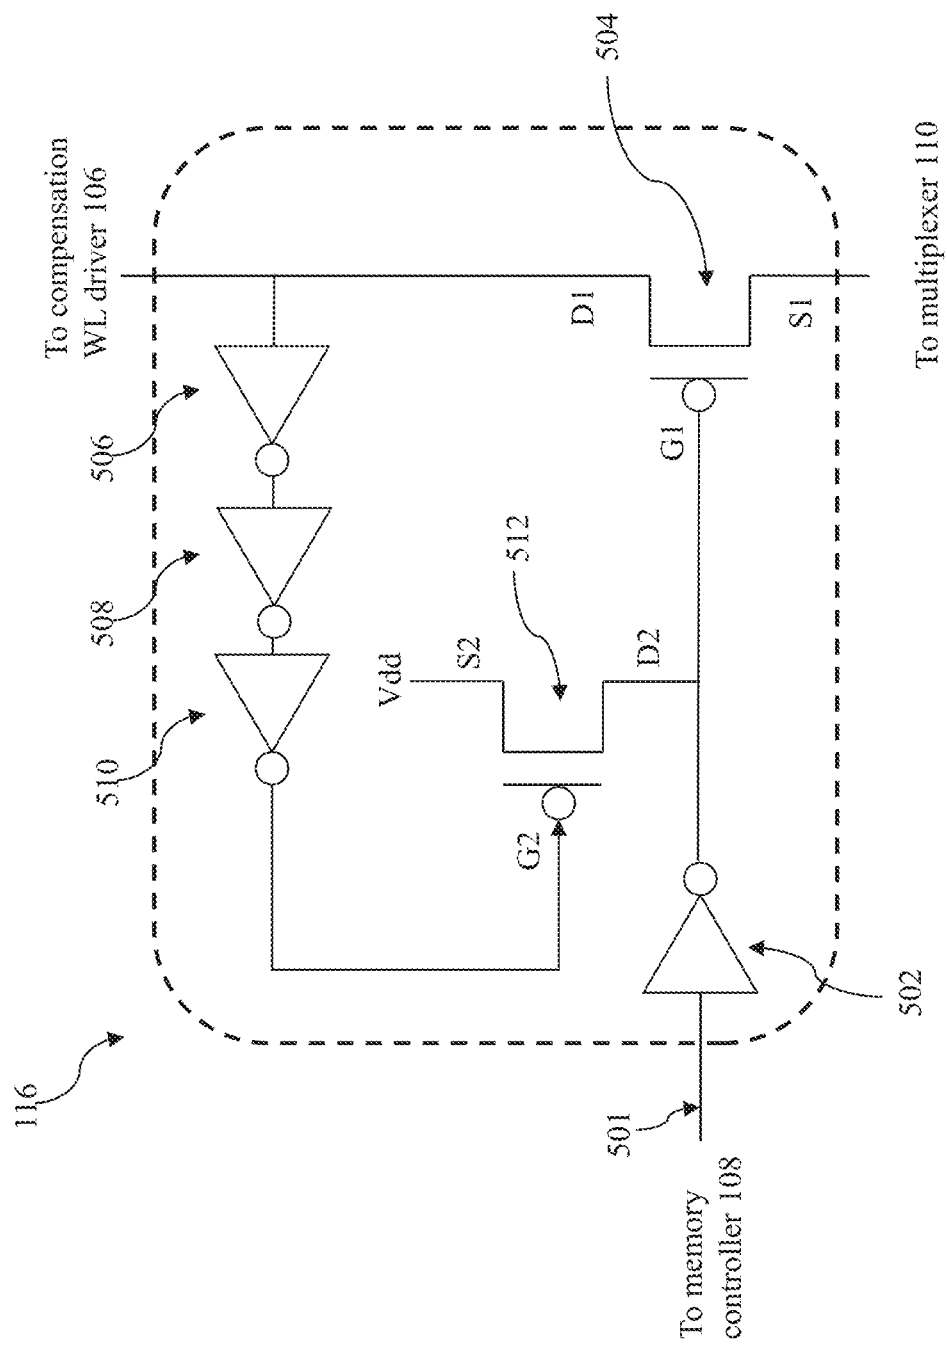 To compensation
WL driver 106
504
506
508
510
116
D1
S1
G1
512
Vdd
S2
D2
G2
502
501
To memory
controller 108
To multiplexer 110